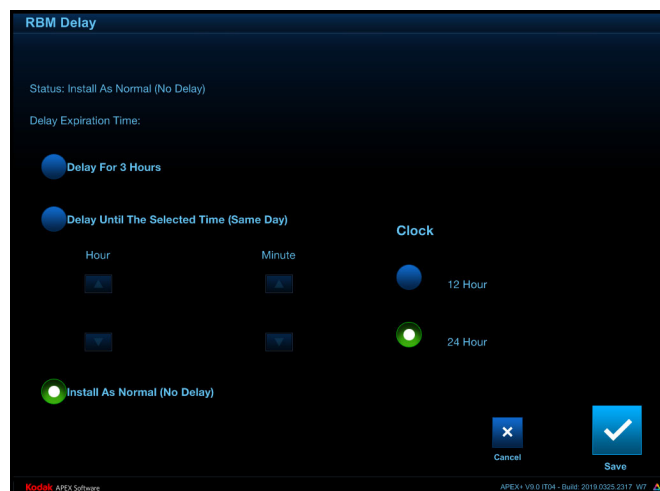 RBM Delay
Status: Install As Normal (No Delay)
Delay Expiration Time:
Delay For 3 Hours
Delay Until The Selected Time (Same Day)
Clock
Hour Minute
12 Hour
24 Hour
Install As Normal (No Delay)
Cancel
Save
Kodak APEX Software
APEX+ V9.0 IT04 - Build: 2019.0325.2317 W7